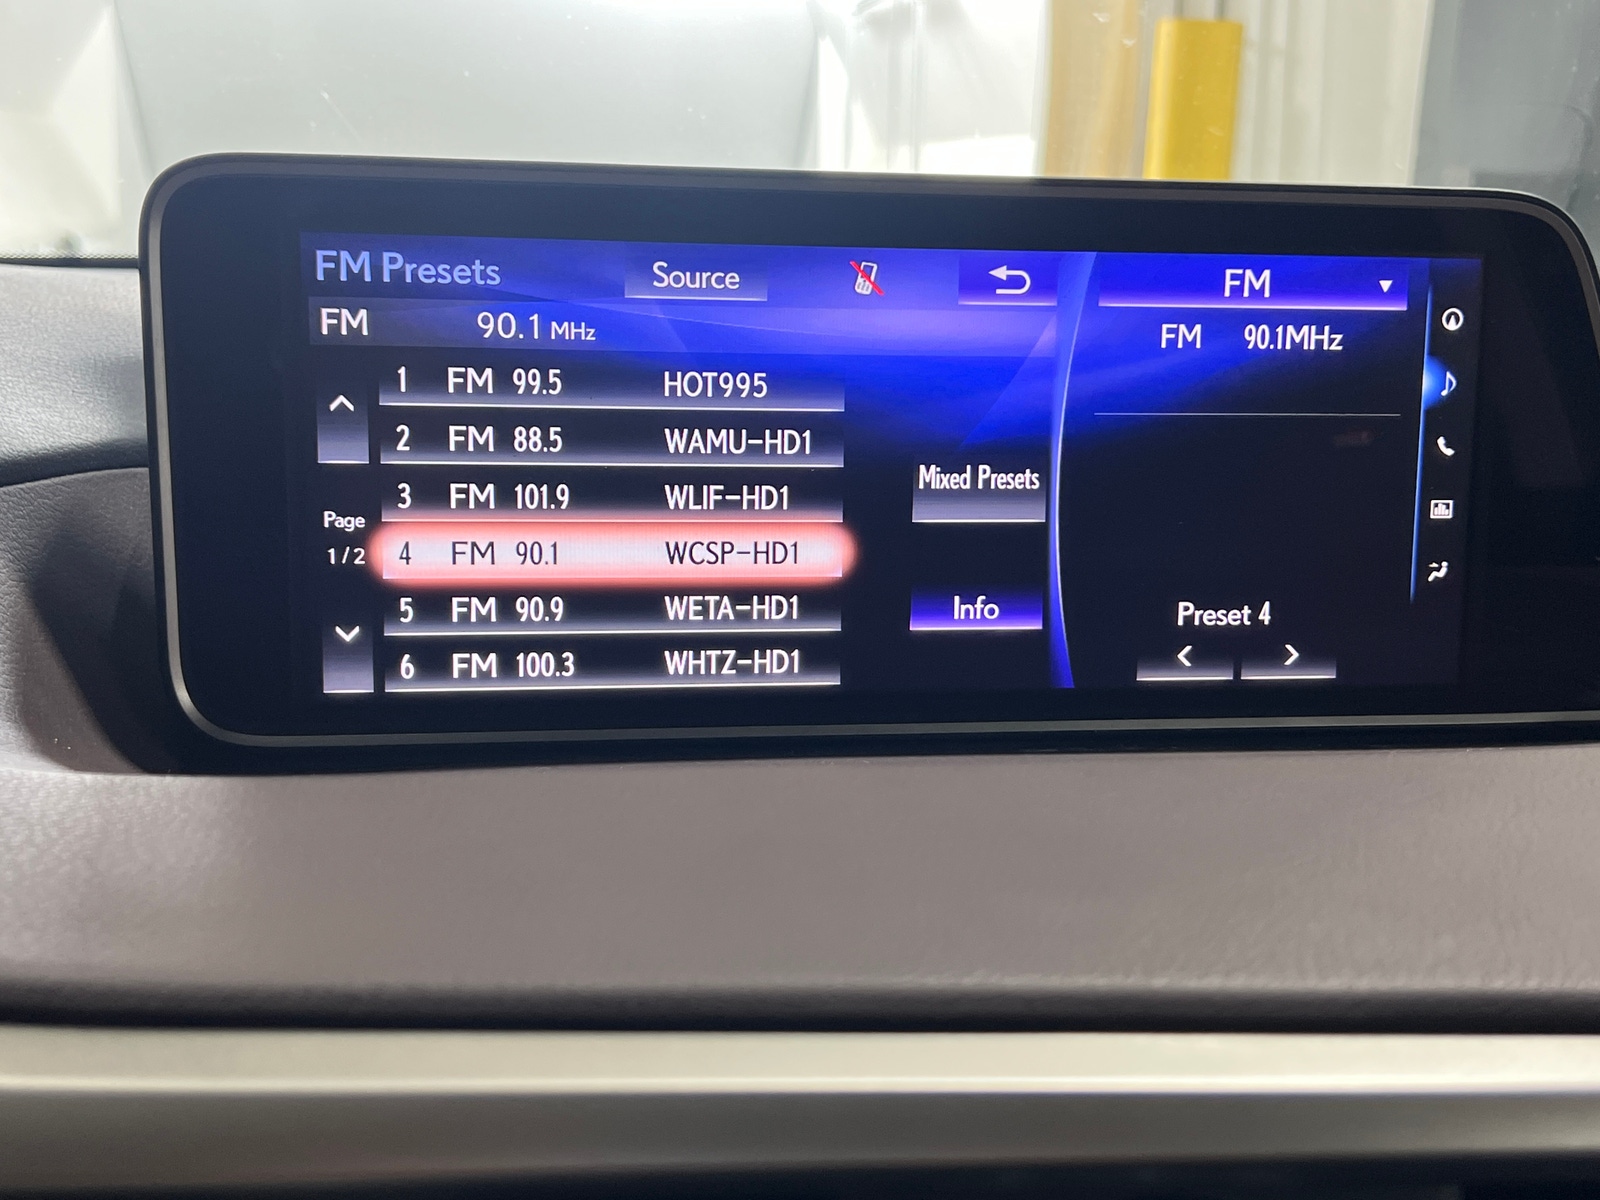 FM Presets Source
FM 90.1 MHz
1 FM 99.5 HOT995
2 FM 88.5 WAMU-HD1
3 FM 101.9 WLIF-HD1
Page
1/2
4 FM 90.1 WCSP-HD1
5 FM 90.9 WETA-HD1
6 FM 100.3 WHTZ-HD1
Mixed Presets
Info
FM
FM 90.1MHz
Preset 4